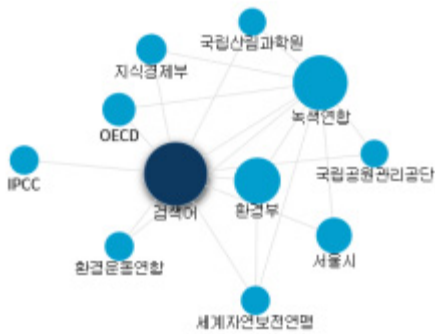 국립산림과학원
지식경제부
녹색연합
OECD
국립공원관리공단
IPCC
검색어
환경부
서울시
환경운동연합
세계자연보전연맹